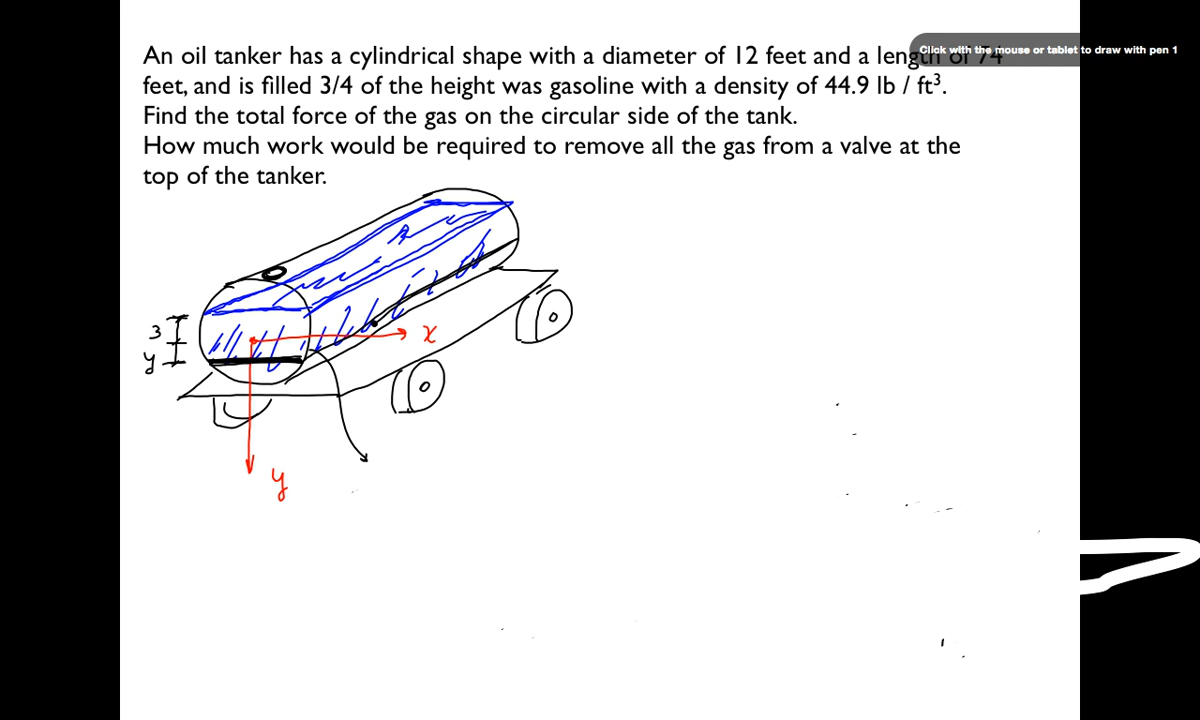 Click with the mouse or tablet to draw with pen 1
An oil tanker has a cylindrical shape with a diameter of 12 feet and a length of 74
feet, and is filled 3/4 of the height was gasoline with a density of 44.9 lb / ft³.
Find the total force of the gas on the circular side of the tank.
How much work would be required to remove all the gas from a valve at the
top of the tanker.
3
y
x
y